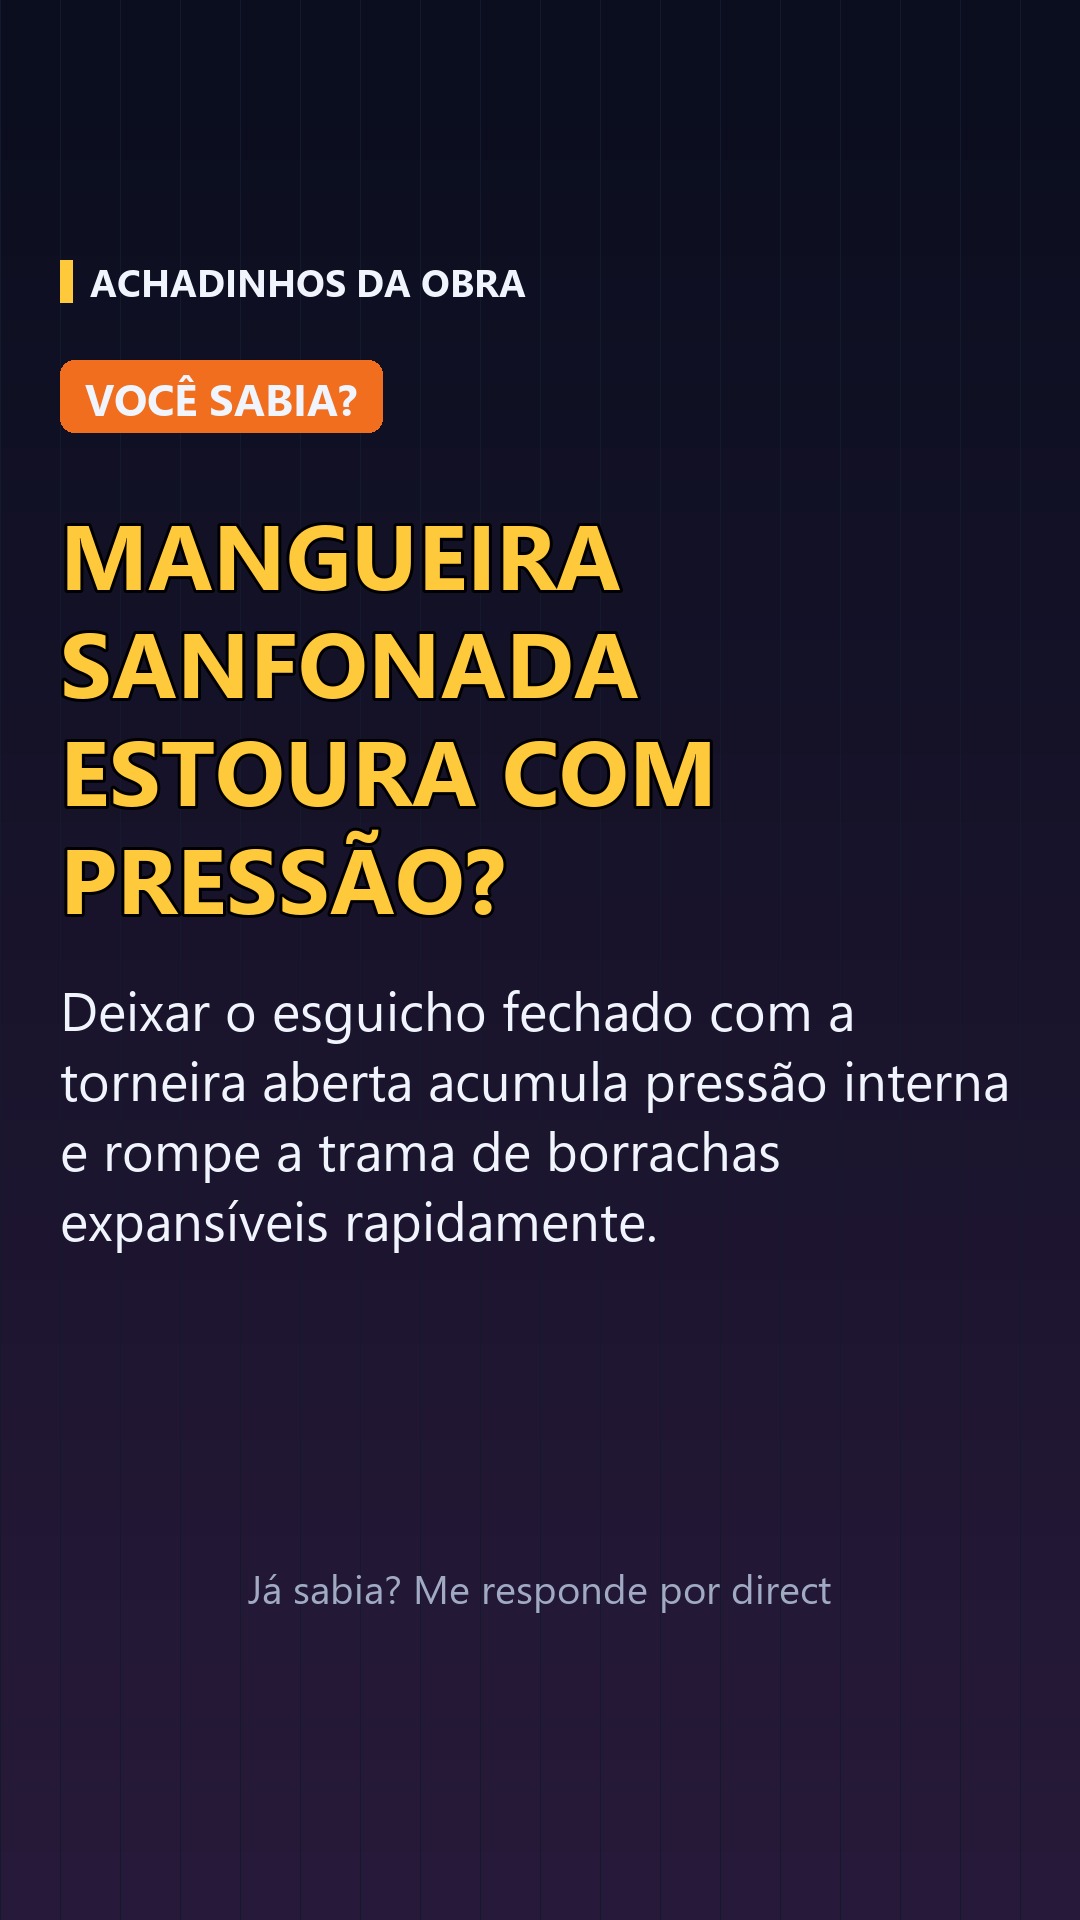 ACHADINHOS DA OBRA
VOCÊ SABIA?
MANGUEIRA
SANFONADA
ESTOURA COM
PRESSÃO?
Deixar o esguicho fechado com a
torneira aberta acumula pressão interna
e rompe a trama de borrachas
expansíveis rapidamente.
Já sabia? Me responde por direct